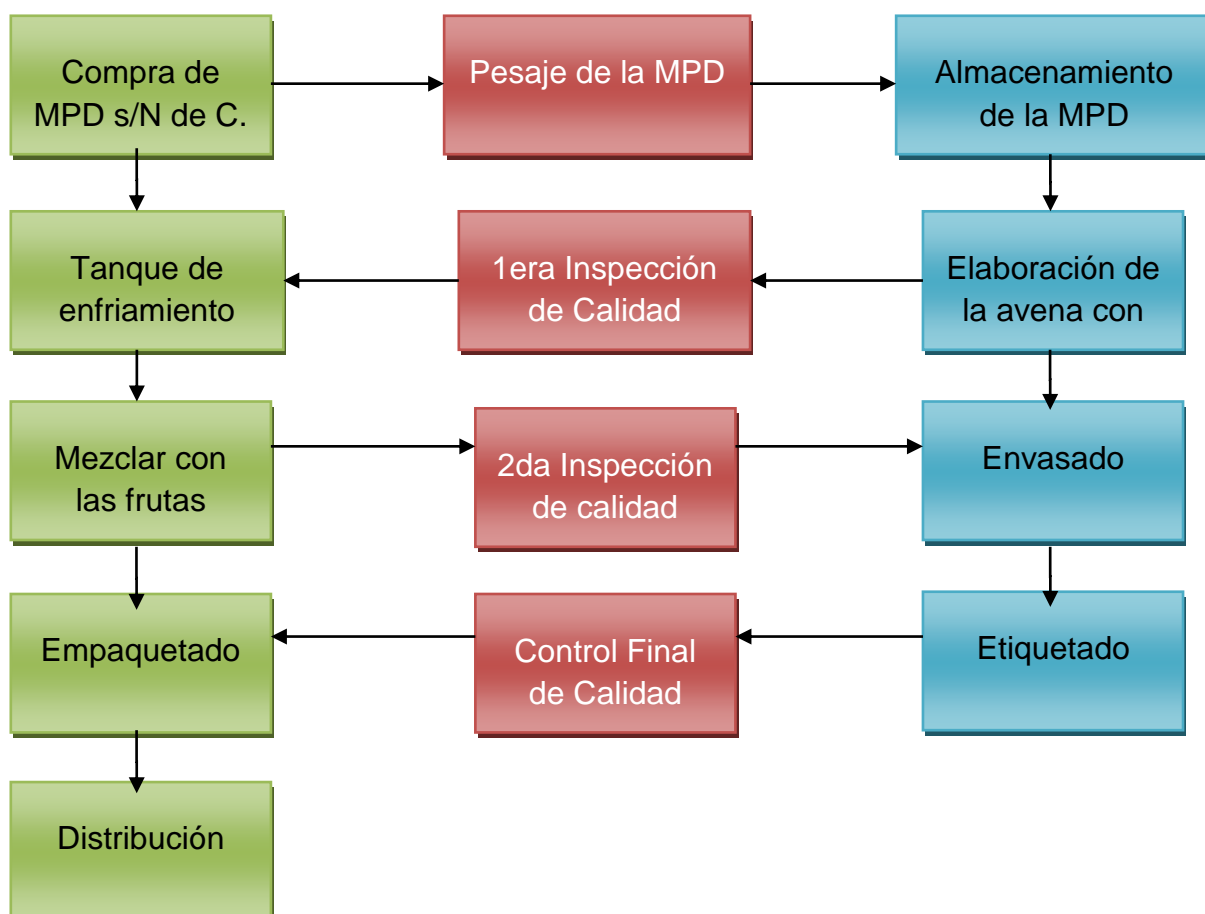 Compra de
MPD s/N de C.
Pesaje de la MPD
Almacenamiento
de la MPD
Tanque de
enfriamiento
1era Inspección
de Calidad
Elaboración de
la avena con
Mezclar con
las frutas
2da Inspección
de calidad
Envasado
Empaquetado
Control Final
de Calidad
Etiquetado
Distribución